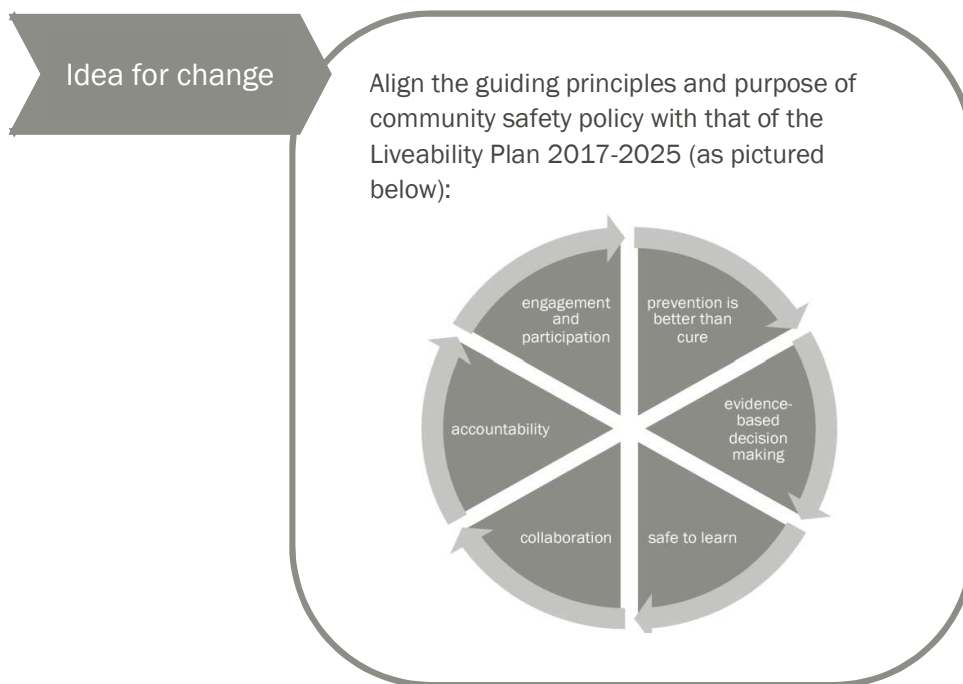 Idea for change
Align the guiding principles and purpose of
community safety policy with that of the
Liveability Plan 2017-2025 (as pictured
below):
engagement
and
participation
prevention is
better than
cure
evidence-
based
decision
making
safe to learn
collaboration
accountability